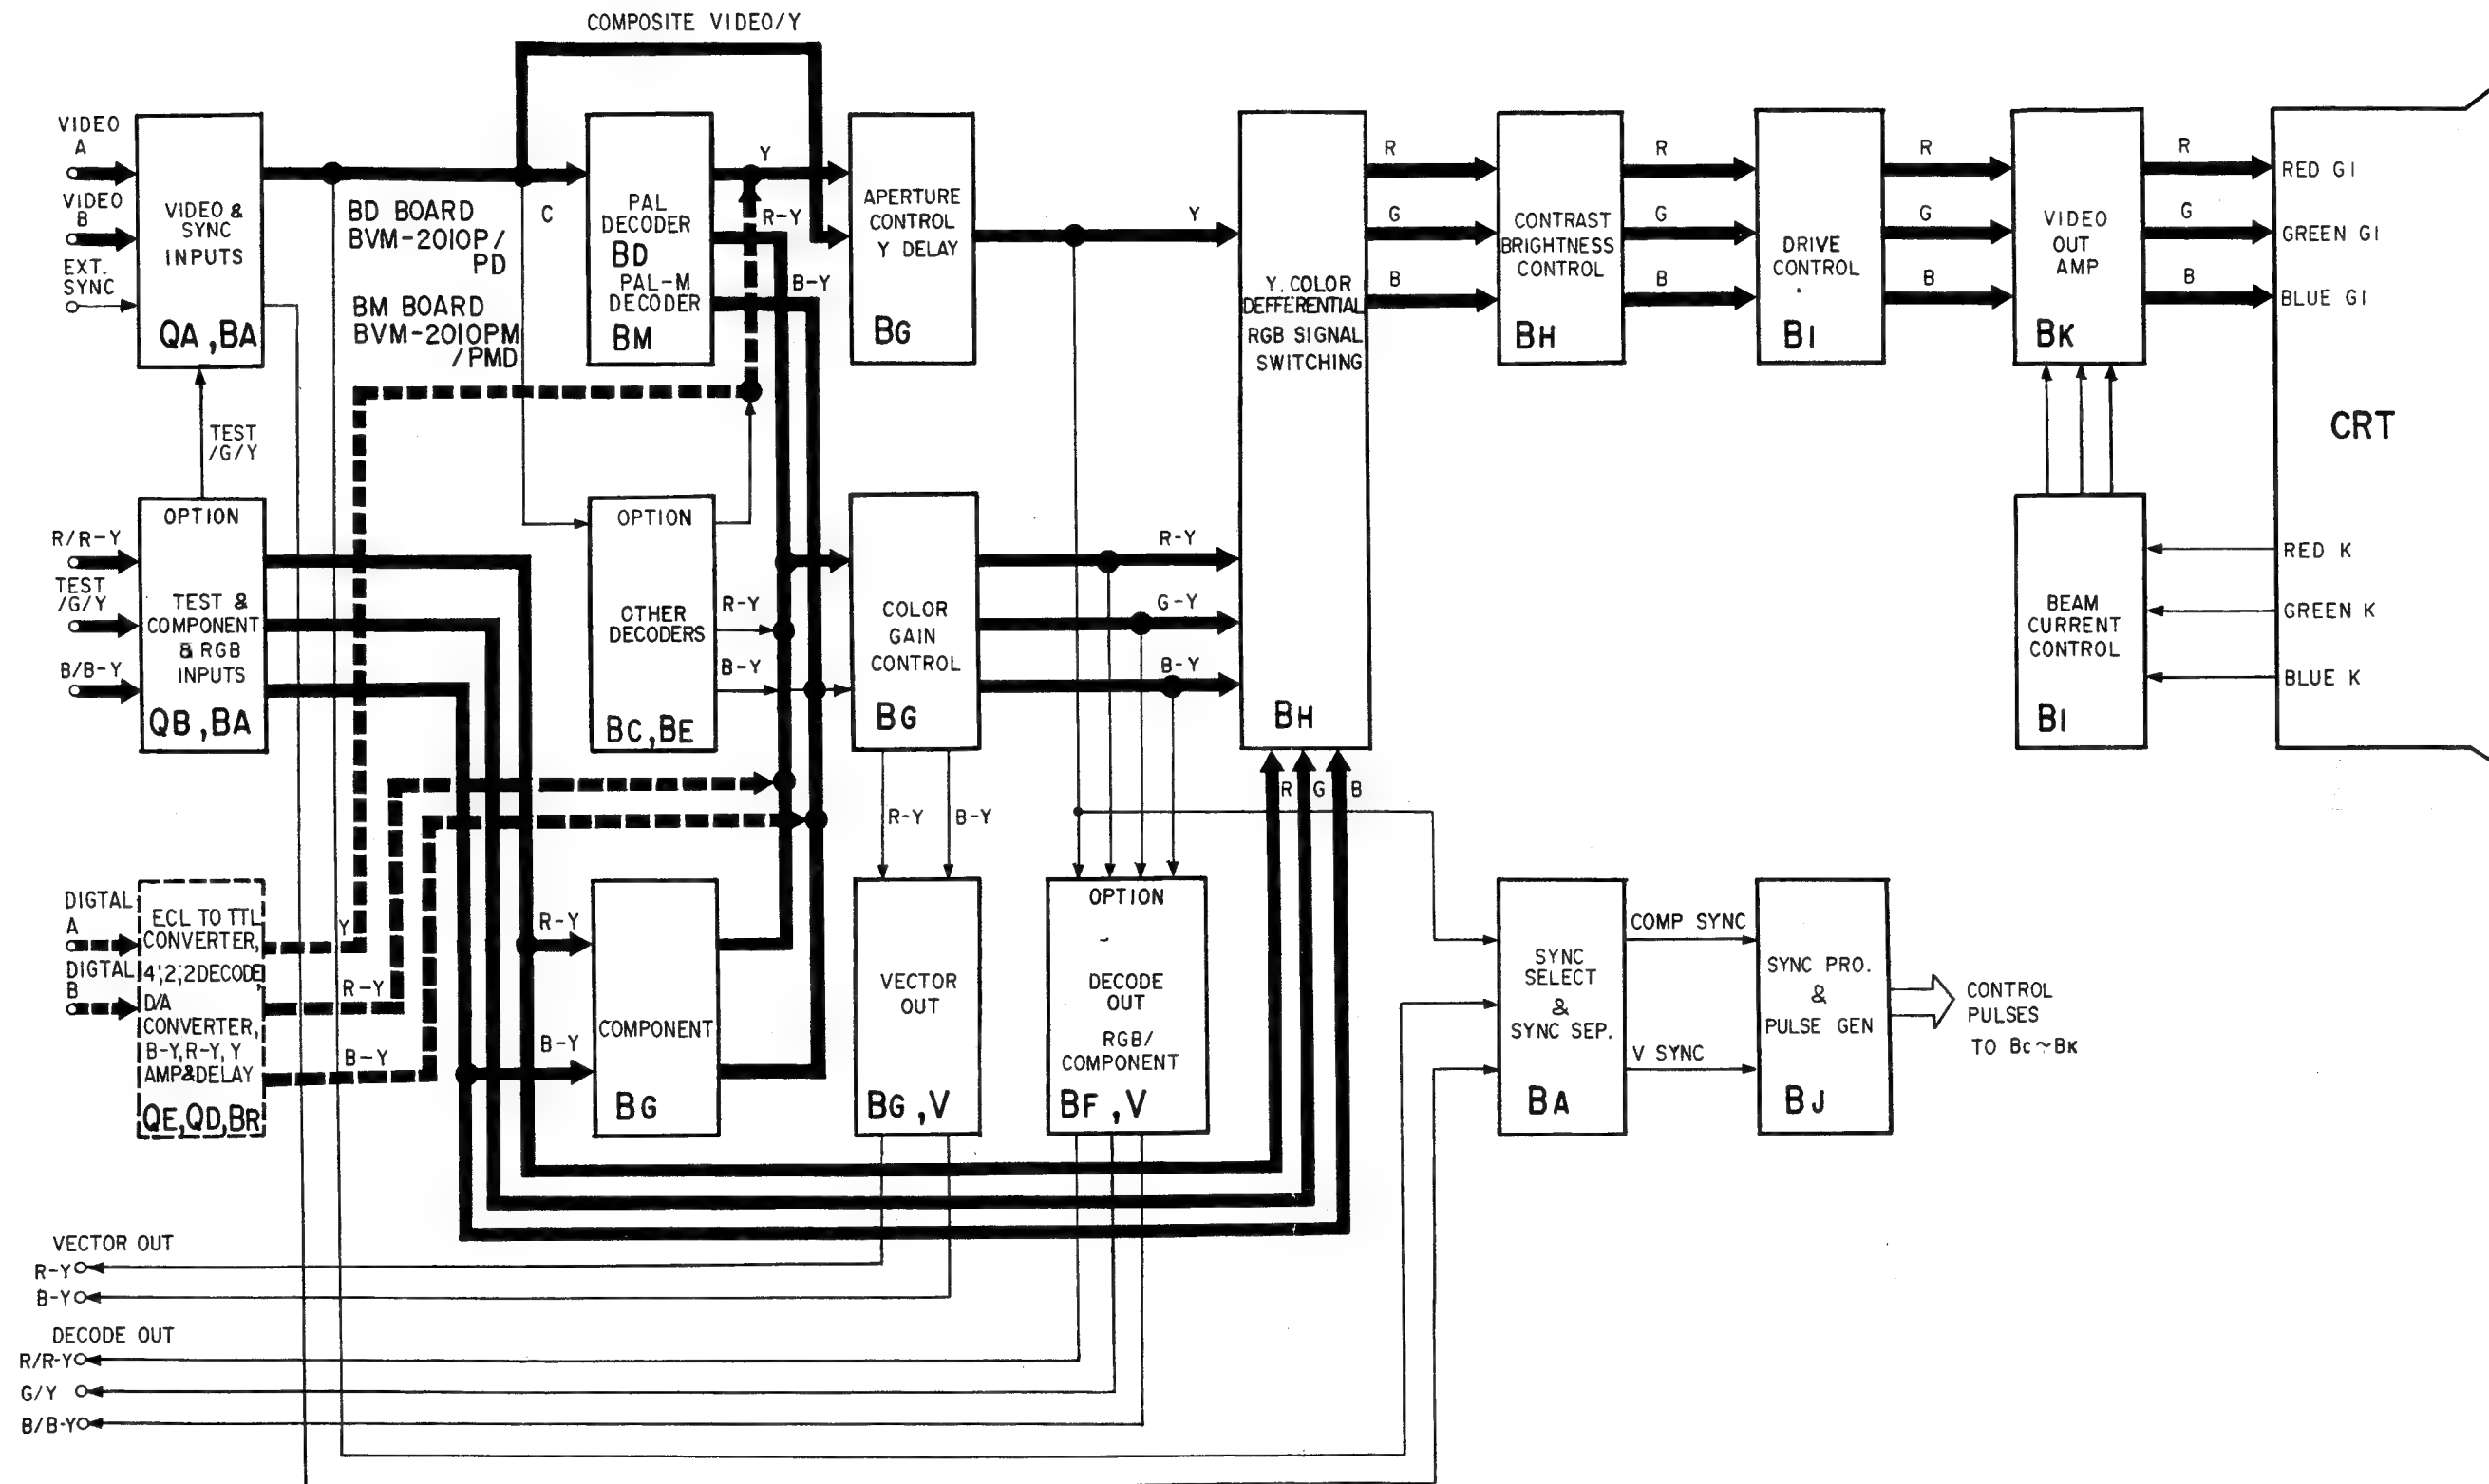 COMPOSITE VIDEO/Y
VIDEO
A
VIDEO
B
EXT.
SYNC
VIDEO &
SYNC
INPUTS
QA, BA
BD BOARD
BVM-2010P/
PD
BM BOARD
BVM-2010PM
/PMD
C
PAL
DECODER
BD
PAL-M
DECODER
BM
Y
R-Y
B-Y
APERTURE
CONTROL
Y DELAY
BG
Y
Y. COLOR
DEFFERENTIAL
RGB SIGNAL
SWITCHING
BH
R
G
B
CONTRAST
BRIGHTNESS
CONTROL
BH
R
G
B
DRIVE
CONTROL
BI
R
G
B
VIDEO
OUT
AMP
BK
R
G
B
RED G1
GREEN G1
BLUE G1
CRT
TEST
/G/Y
R/R-Y
TEST
/G/Y
B/B-Y
OPTION
TEST &
COMPONENT
& RGB
INPUTS
QB, BA
OPTION
OTHER
DECODERS
BC, BE
R-Y
B-Y
COLOR
GAIN
CONTROL
BG
R-Y
G-Y
B-Y
BEAM
CURRENT
CONTROL
BI
RED K
GREEN K
BLUE K
R-Y
B-Y
R
G
B
DIGTAL
A
DIGTAL
B
ECL TO TTL
CONVERTER,
4;2;2DECODE,
D/A
CONVERTER,
B-Y,R-Y,Y
AMP&DELAY
QE,QD,BR
Y
R-Y
B-Y
R-Y
B-Y
COMPONENT
BG
VECTOR
OUT
BG, V
OPTION
DECODE
OUT
RGB/
COMPONENT
BF, V
SYNC
SELECT
&
SYNC SEP.
BA
COMP SYNC
V SYNC
SYNC PRO.
&
PULSE GEN
BJ
CONTROL
PULSES
TO BC~BK
VECTOR OUT
R-Y
B-Y
DECODE OUT
R/R-Y
G/Y
B/B-Y